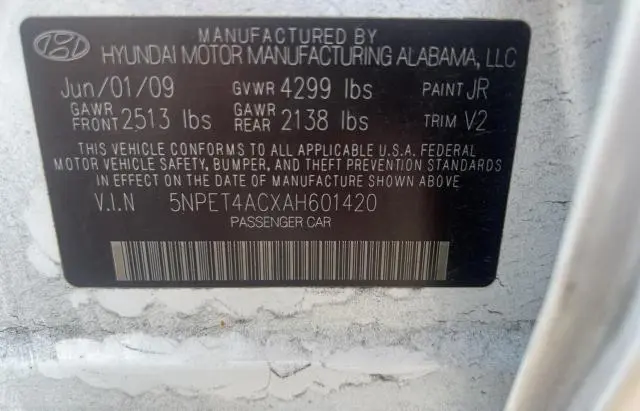 MANUFACTURED BY
HYUNDAI MOTOR MANUFACTURING ALABAMA, LLC
Jun/01/09 GVWR 4299 lbs PAINT JR
GAWR FRONT 2513 lbs GAWR REAR 2138 lbs TRIM V2
THIS VEHICLE CONFORMS TO ALL APPLICABLE U.S.A. FEDERAL
MOTOR VEHICLE SAFETY, BUMPER, AND THEFT PREVENTION STANDARDS
IN EFFECT ON THE DATE OF MANUFACTURE SHOWN ABOVE
V.I.N 5NPET4ACXAH601420
PASSENGER CAR